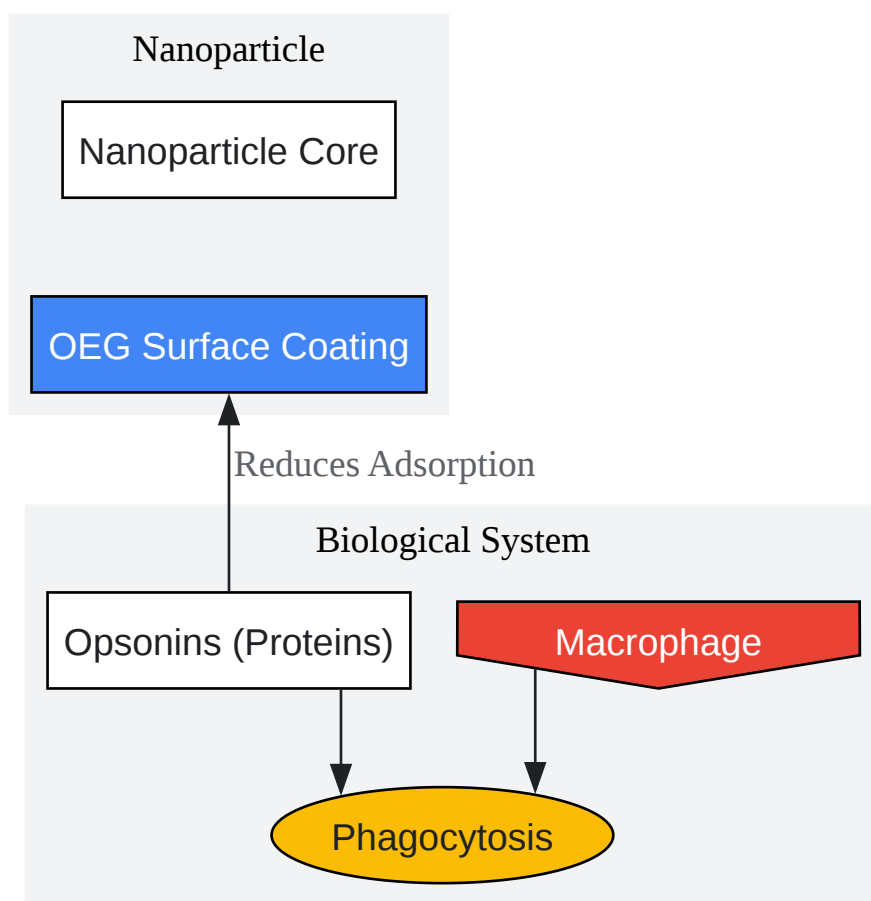 Nanoparticle
Nanoparticle Core
OEG Surface Coating
Reduces Adsorption
Biological System
Opsonins (Proteins)
Macrophage
Phagocytosis